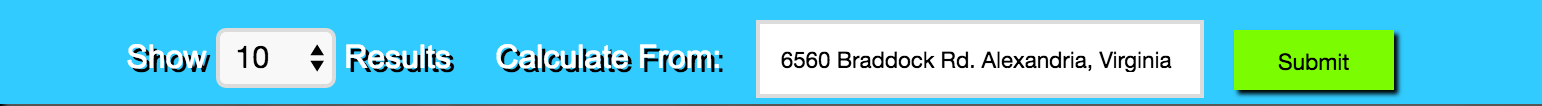 Show 10 Results Calculate From: 6560 Braddock Rd. Alexandria, Virginia Submit